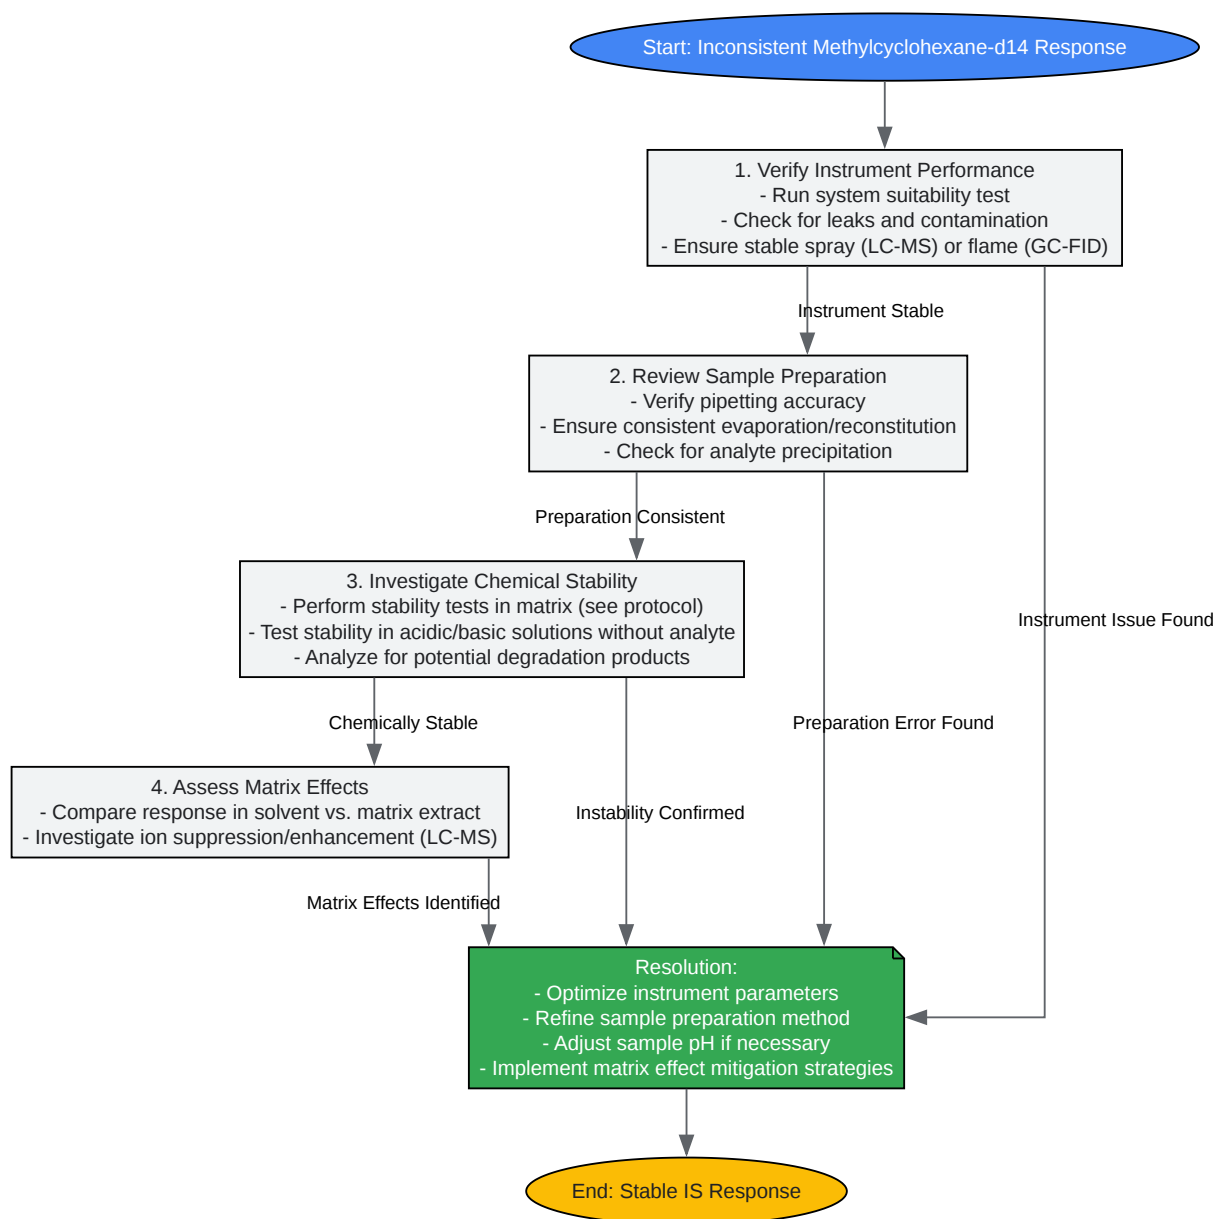 Start: Inconsistent Methylcyclohexane-d14 Response
1. Verify Instrument Performance
- Run system suitability test
- Check for leaks and contamination
- Ensure stable spray (LC-MS) or flame (GC-FID)
Instrument Stable
2. Review Sample Preparation
- Verify pipetting accuracy
- Ensure consistent evaporation/reconstitution
- Check for analyte precipitation
Preparation Consistent
3. Investigate Chemical Stability
- Perform stability tests in matrix (see protocol)
- Test stability in acidic/basic solutions without analyte
- Analyze for potential degradation products
Instrument Issue Found
Chemically Stable
Preparation Error Found
4. Assess Matrix Effects
- Compare response in solvent vs. matrix extract
- Investigate ion suppression/enhancement (LC-MS)
Instability Confirmed
Matrix Effects Identified
Resolution:
- Optimize instrument parameters
- Refine sample preparation method
- Adjust sample pH if necessary
- Implement matrix effect mitigation strategies
End: Stable IS Response